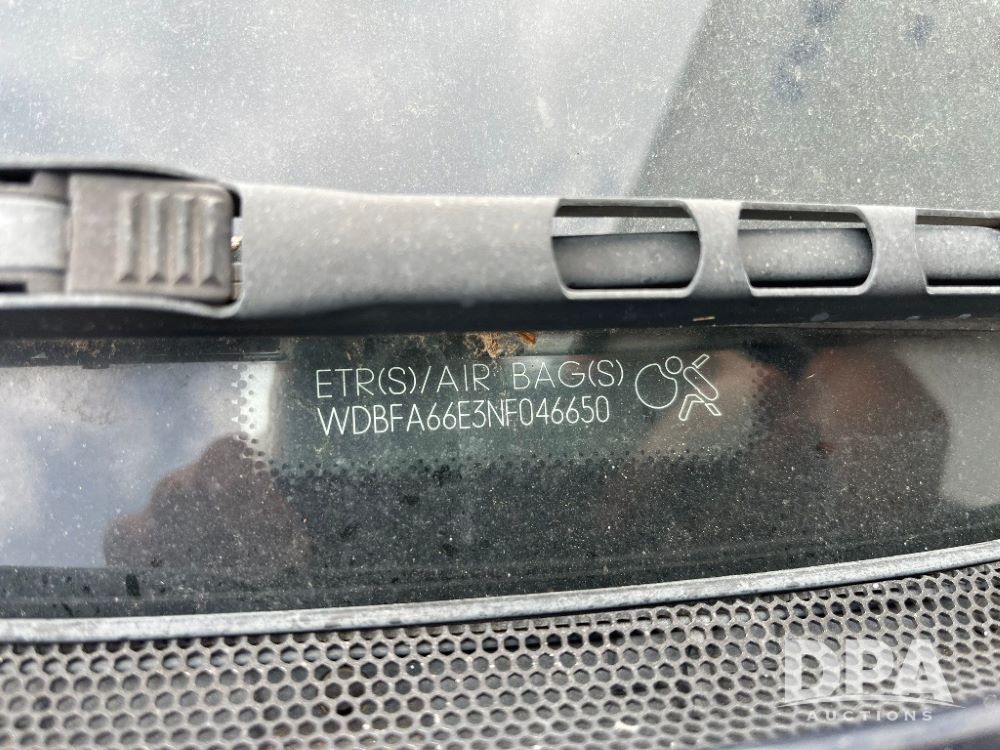 ETR(S)/AIR BAG(S)
WDBFA66E3NF046650
DPA
AUCTIONS